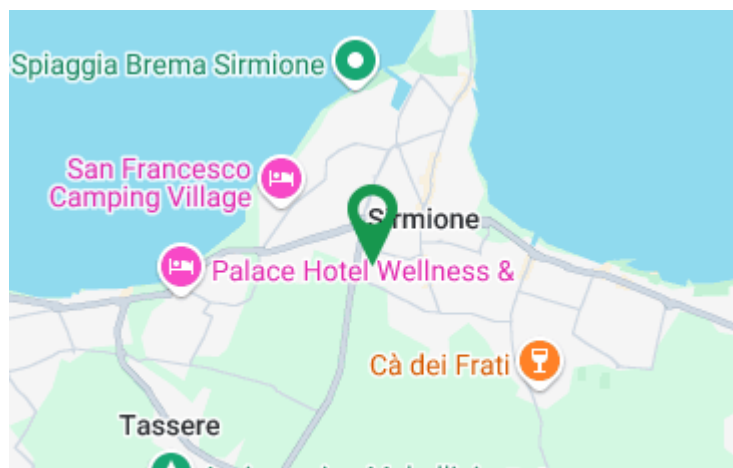 Spiaggia Brema Sirmione
San Francesco
Camping Village
Sirmione
Palace Hotel Wellness &
Cà dei Frati
Tassere